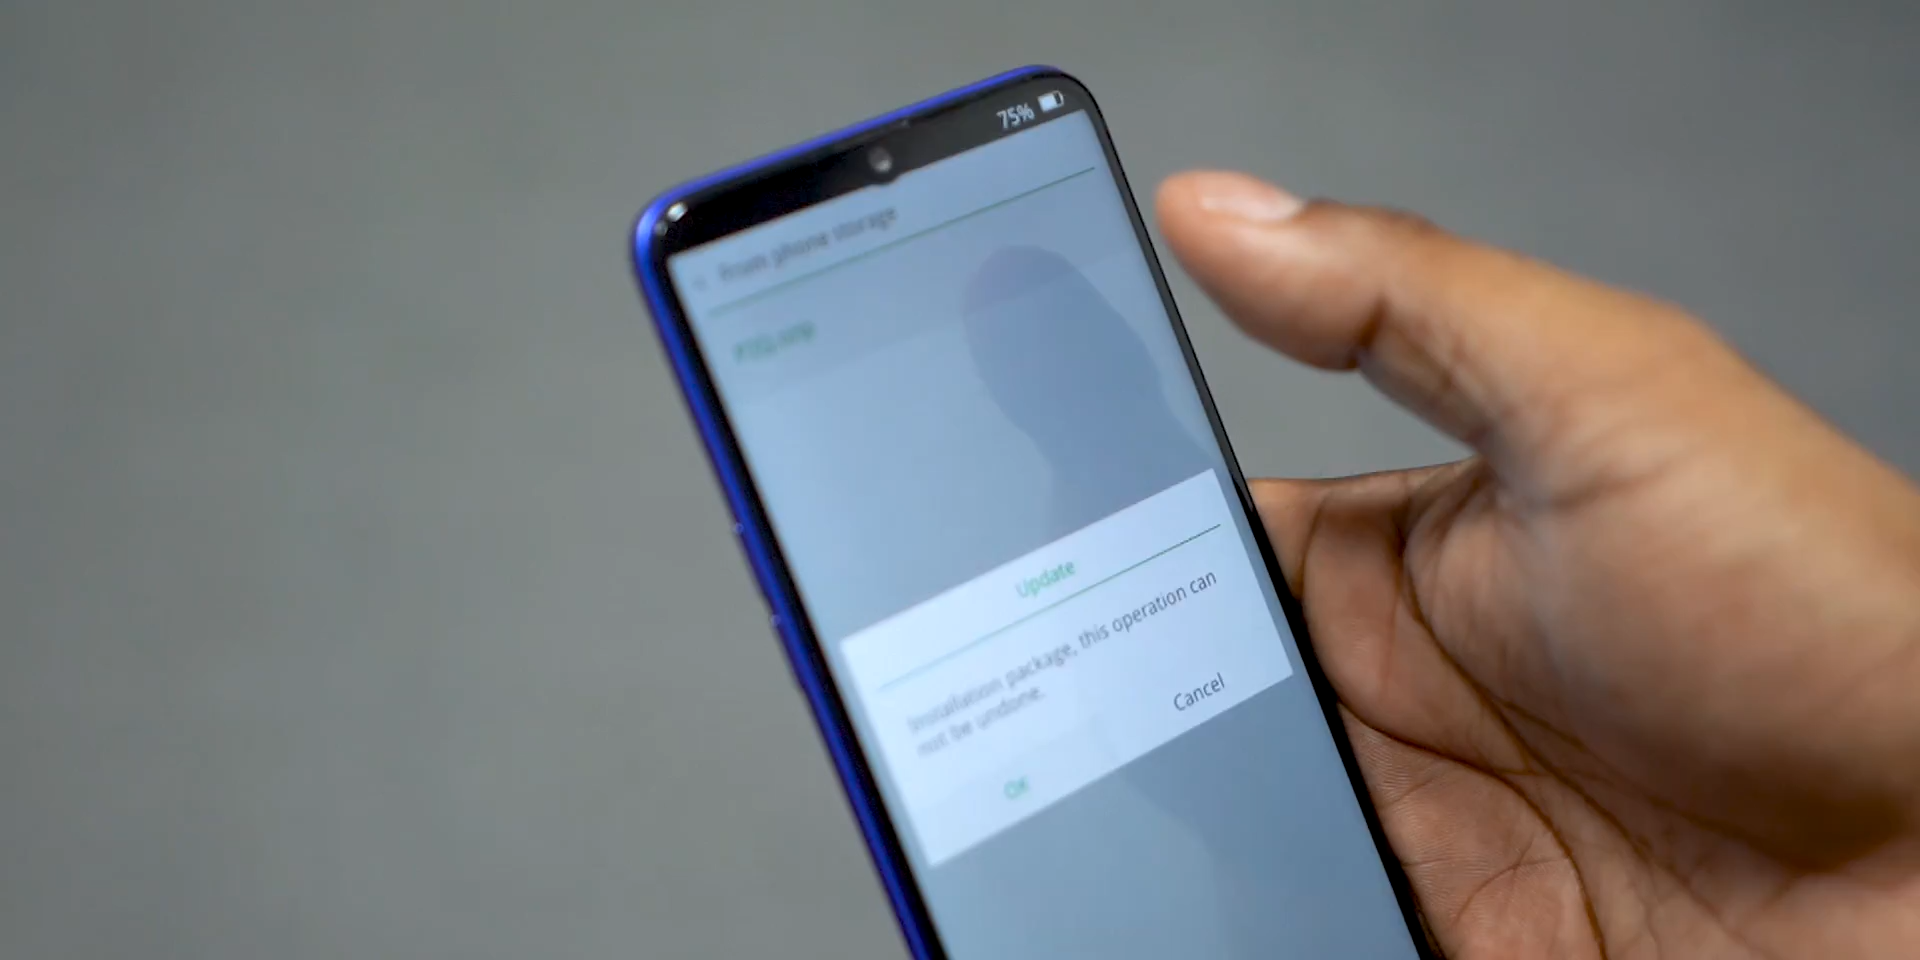 75%
From phone storage
Update
Installation package, this operation can
not be undone.
Cancel
OK